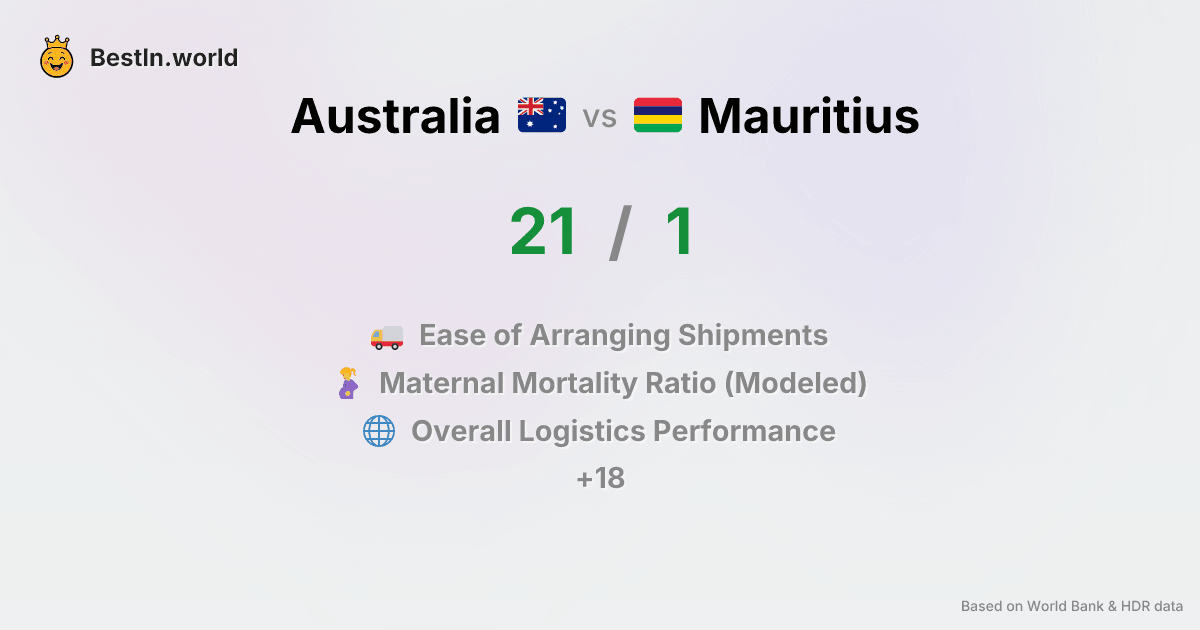 BestIn.world
Australia vs Mauritius
21 / 1
Ease of Arranging Shipments
Maternal Mortality Ratio (Modeled)
Overall Logistics Performance
+18
Based on World Bank & HDR data